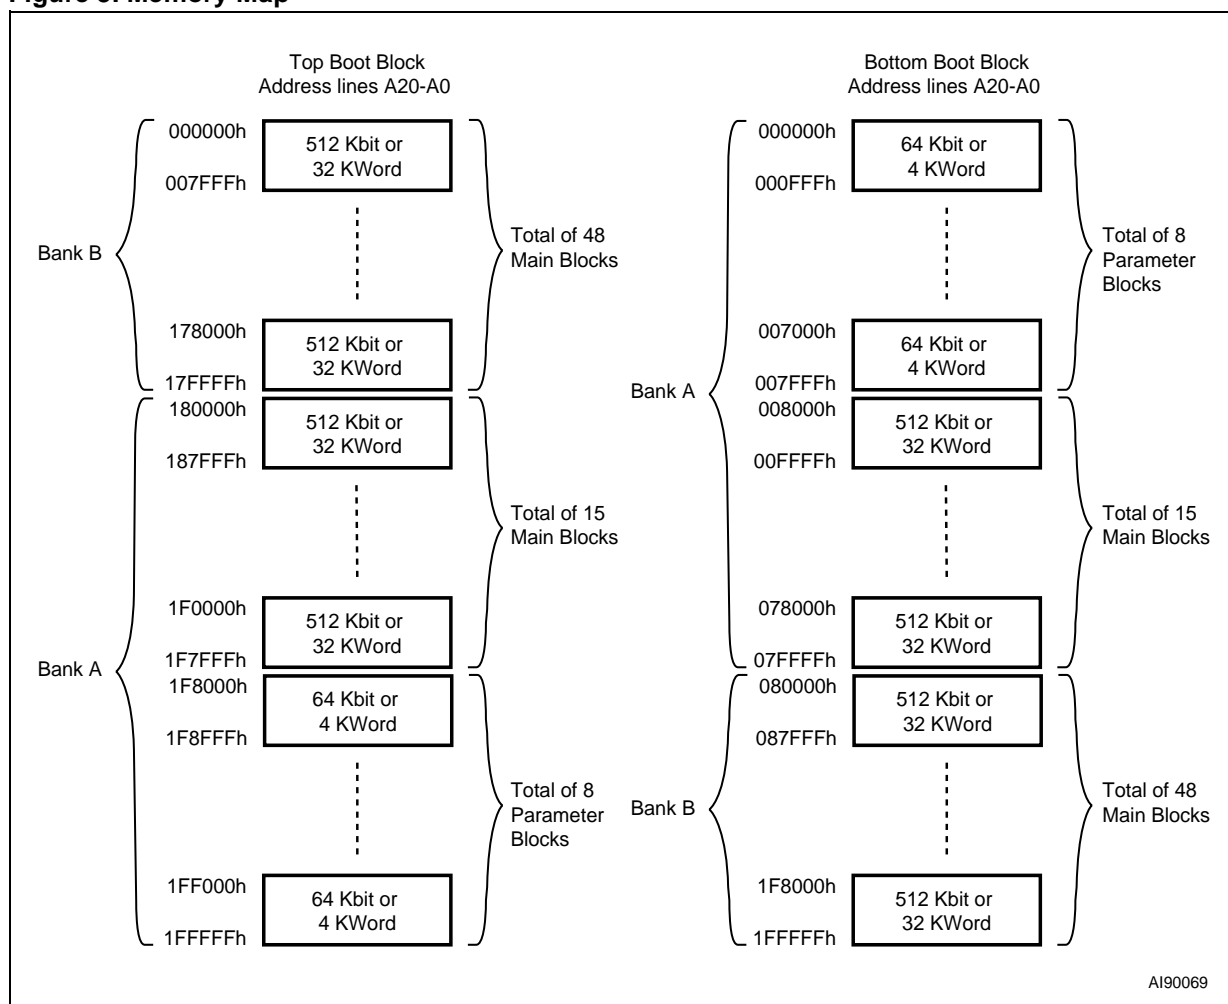 Figure 3. Memory Map
Top Boot Block
Address lines A20-A0
000000h
512 Kbit or
32 KWord
007FFFh
Bank B
Total of 48
Main Blocks
178000h
512 Kbit or
32 KWord
17FFFFh
180000h
512 Kbit or
32 KWord
187FFFh
Total of 15
Main Blocks
1F0000h
512 Kbit or
32 KWord
1F7FFFh
Bank A
1F8000h
64 Kbit or
4 KWord
1F8FFFh
Total of 8
Parameter
Blocks
1FF000h
64 Kbit or
4 KWord
1FFFFFh
Bottom Boot Block
Address lines A20-A0
000000h
64 Kbit or
4 KWord
000FFFh
Total of 8
Parameter
Blocks
007000h
64 Kbit or
4 KWord
007FFFh
Bank A
008000h
512 Kbit or
32 KWord
00FFFFh
Total of 15
Main Blocks
078000h
512 Kbit or
32 KWord
07FFFFh
080000h
512 Kbit or
32 KWord
087FFFh
Bank B
Total of 48
Main Blocks
1F8000h
512 Kbit or
32 KWord
1FFFFFh
AI90069